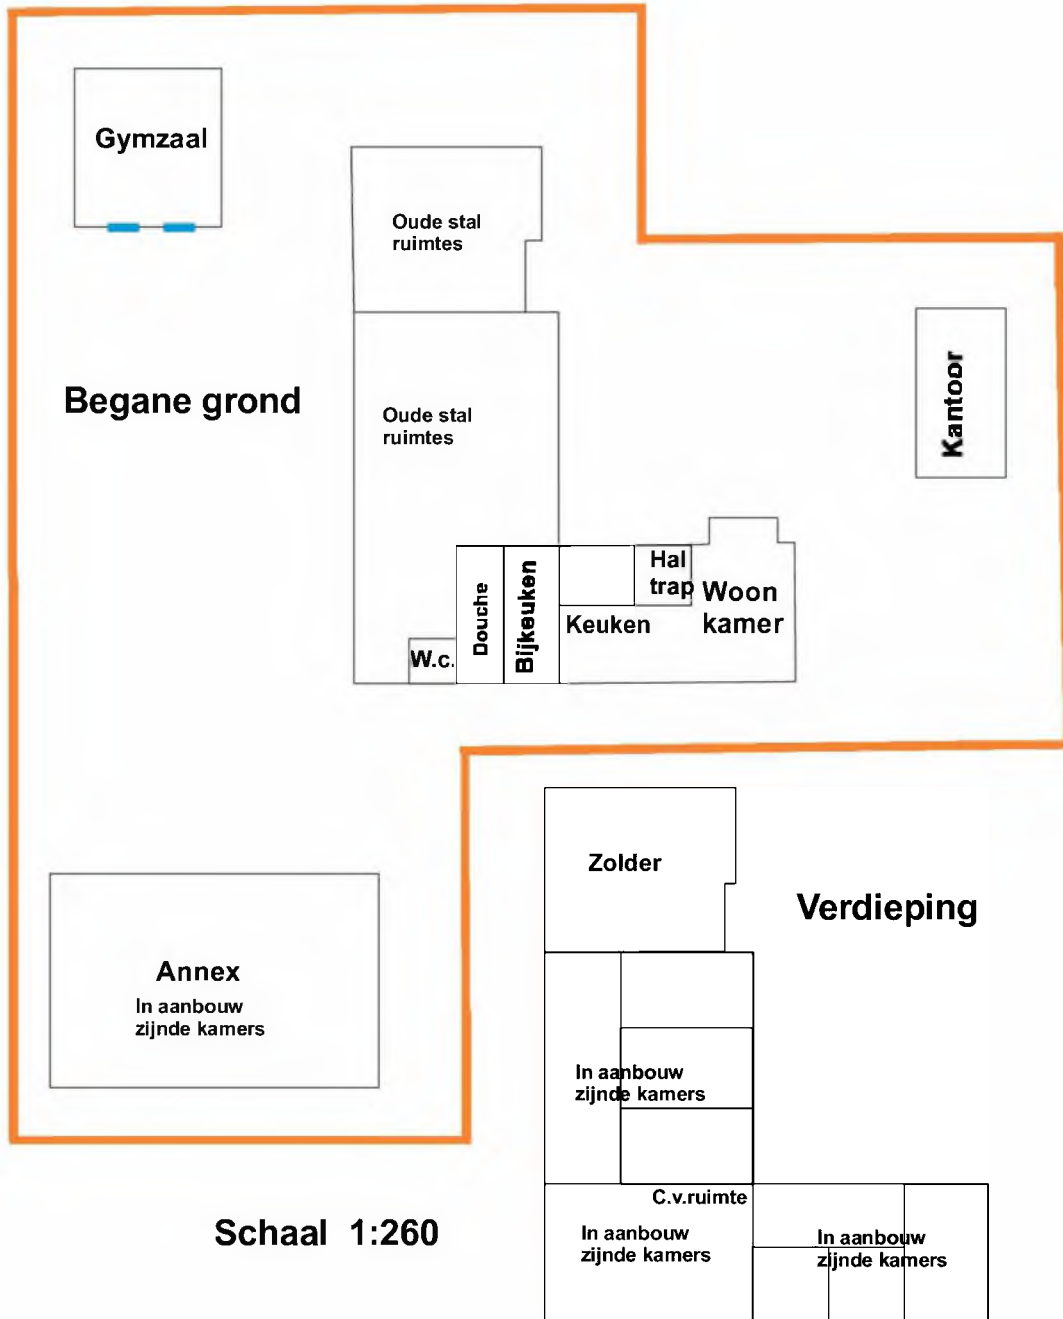 Gymzaal
Oude stal
ruimtes
Begane grond
Oude stal
ruimtes
Kantoor
Hal
trap
Woon
kamer
Keuken
Bijkeuken
Douche
W.c.
Zolder
Verdieping
Annex
In aanbouw
zijnde kamers
In aanbouw
zijnde kamers
C.v.ruimte
Schaal 1:260
In aanbouw
zijnde kamers
In aanbouw
zijnde kamers